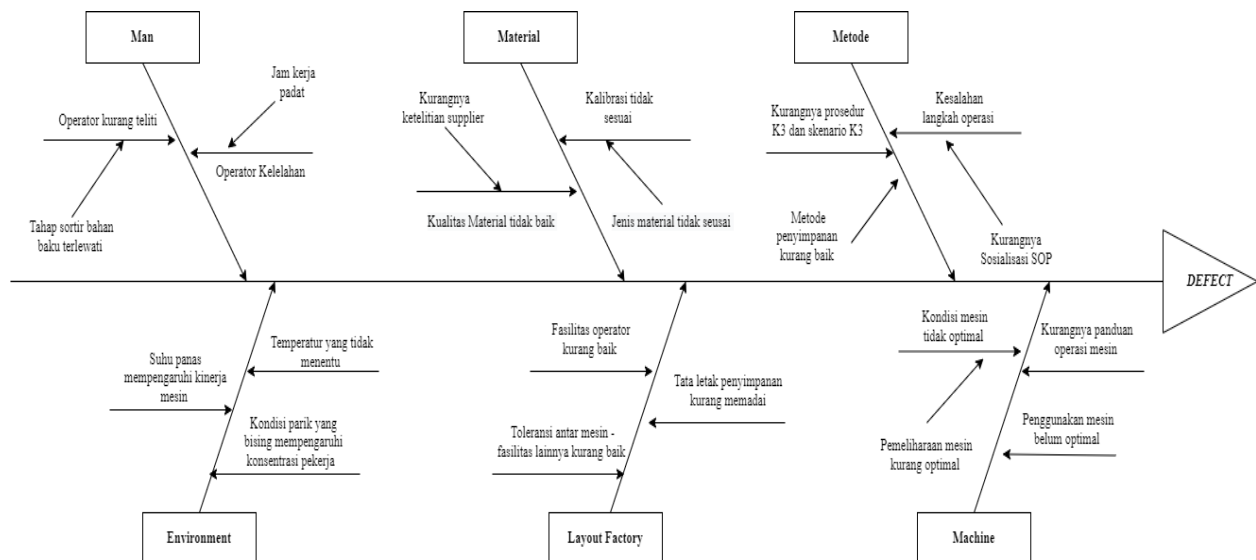 Man
Material
Metode
Jam kerja
padat
Operator kurang teliti
Operator Kelelahan
Tahap sortir bahan
baku terlewati
Kurangnya
ketelitian supplier
Kalibrasi tidak
sesuai
Kualitas Material tidak baik
Jenis material tidak seusai
Kurangnya prosedur
K3 dan skenario K3
Kesalahan
langkah operasi
Metode
penyimpanan
kurang baik
Kurangnya
Sosialisasi SOP
DEFECT
Suhu panas
mempengaruhi kinerja
mesin
Temperatur yang tidak
menentu
Kondisi parik yang
bising mempengaruhi
konsentrasi pekerja
Fasilitas operator
kurang baik
Tata letak penyimpanan
kurang memadai
Toleransi antar mesin -
fasilitas lainnya kurang baik
Kondisi mesin
tidak optimal
Kurangnya panduan
operasi mesin
Pemeliharaan mesin
kurang optimal
Penggunakan mesin
belum optimal
Environment
Layout Factory
Machine